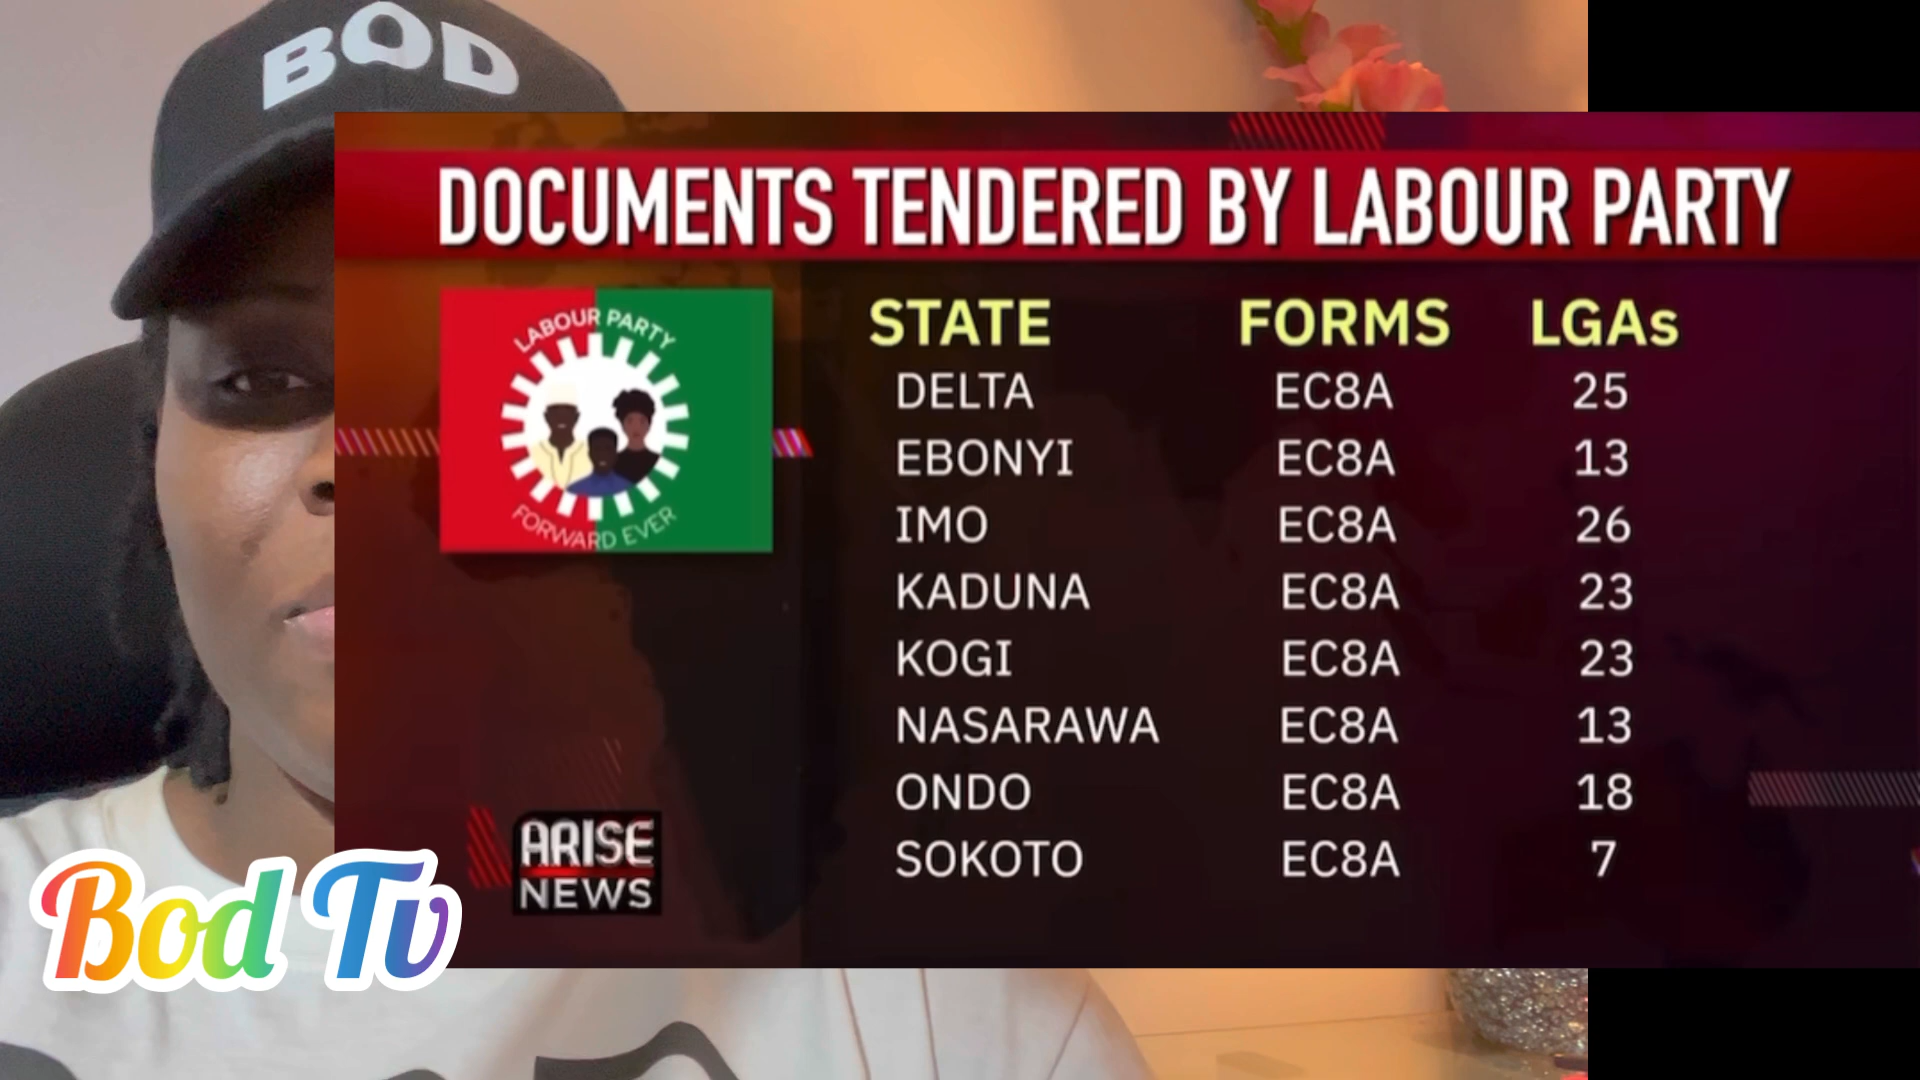 BOD
DOCUMENTS TENDERED BY LABOUR PARTY
LABOUR PARTY
FORWARD EVER
STATE FORMS LGAs
DELTA EC8A 25
EBONYI EC8A 13
IMO EC8A 26
KADUNA EC8A 23
KOGI EC8A 23
NASARAWA EC8A 13
ONDO EC8A 18
SOKOTO EC8A 7
ARISE
NEWS
Bod Tv